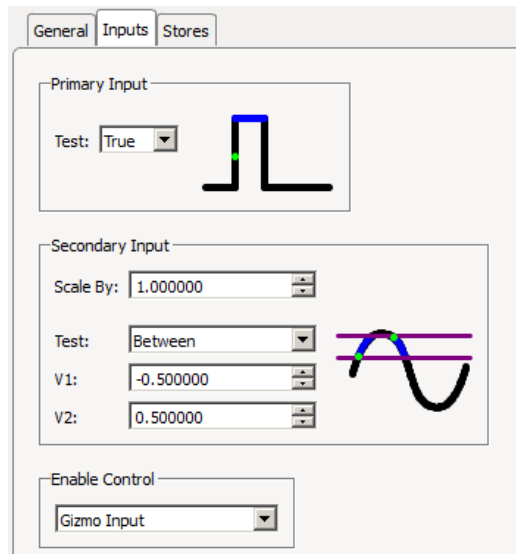 General Inputs Stores
Primary Input
Test: True
Secondary Input
Scale By: 1.000000
Test: Between
V1: -0.500000
V2: 0.500000
Enable Control
Gizmo Input